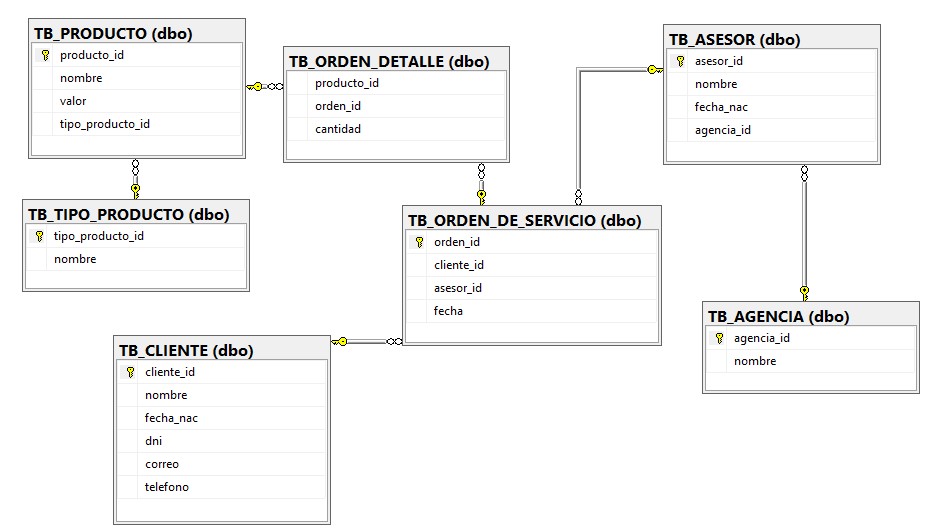 TB_PRODUCTO (dbo)
producto_id
nombre
valor
tipo_producto_id
TB_ORDEN_DETALLE (dbo)
producto_id
orden_id
cantidad
TB_ASESOR (dbo)
asesor_id
nombre
fecha_nac
agencia_id
TB_TIPO_PRODUCTO (dbo)
tipo_producto_id
nombre
TB_ORDEN_DE_SERVICIO (dbo)
orden_id
cliente_id
asesor_id
fecha
TB_AGENCIA (dbo)
agencia_id
nombre
TB_CLIENTE (dbo)
cliente_id
nombre
fecha_nac
dni
correo
telefono